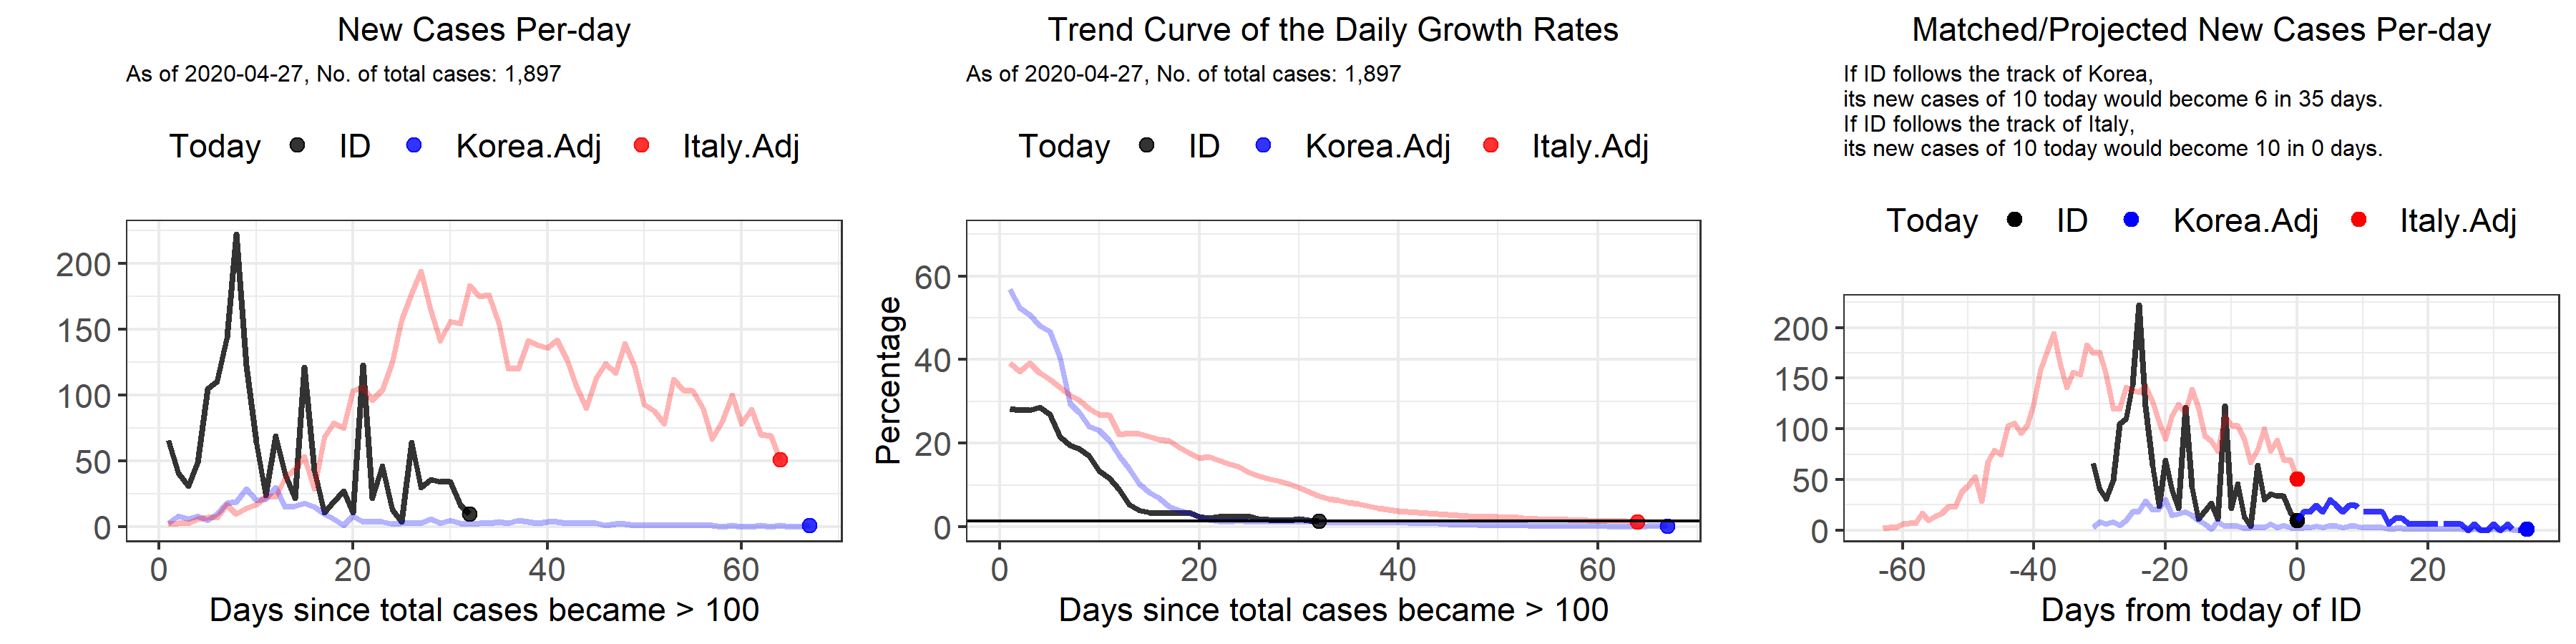 New Cases Per-day
As of 2020-04-27, No. of total cases: 1,897
Today ID Korea.Adj Italy.Adj
200
150
100
50
0
0 20 40 60
Days since total cases became > 100
Trend Curve of the Daily Growth Rates
As of 2020-04-27, No. of total cases: 1,897
Today ID Korea.Adj Italy.Adj
Percentage
60
40
20
0
0 20 40 60
Days since total cases became > 100
Matched/Projected New Cases Per-day
If ID follows the track of Korea,
its new cases of 10 today would become 6 in 35 days.
If ID follows the track of Italy,
its new cases of 10 today would become 10 in 0 days.
Today ID Korea.Adj Italy.Adj
200
150
100
50
0
-60 -40 -20 0 20
Days from today of ID